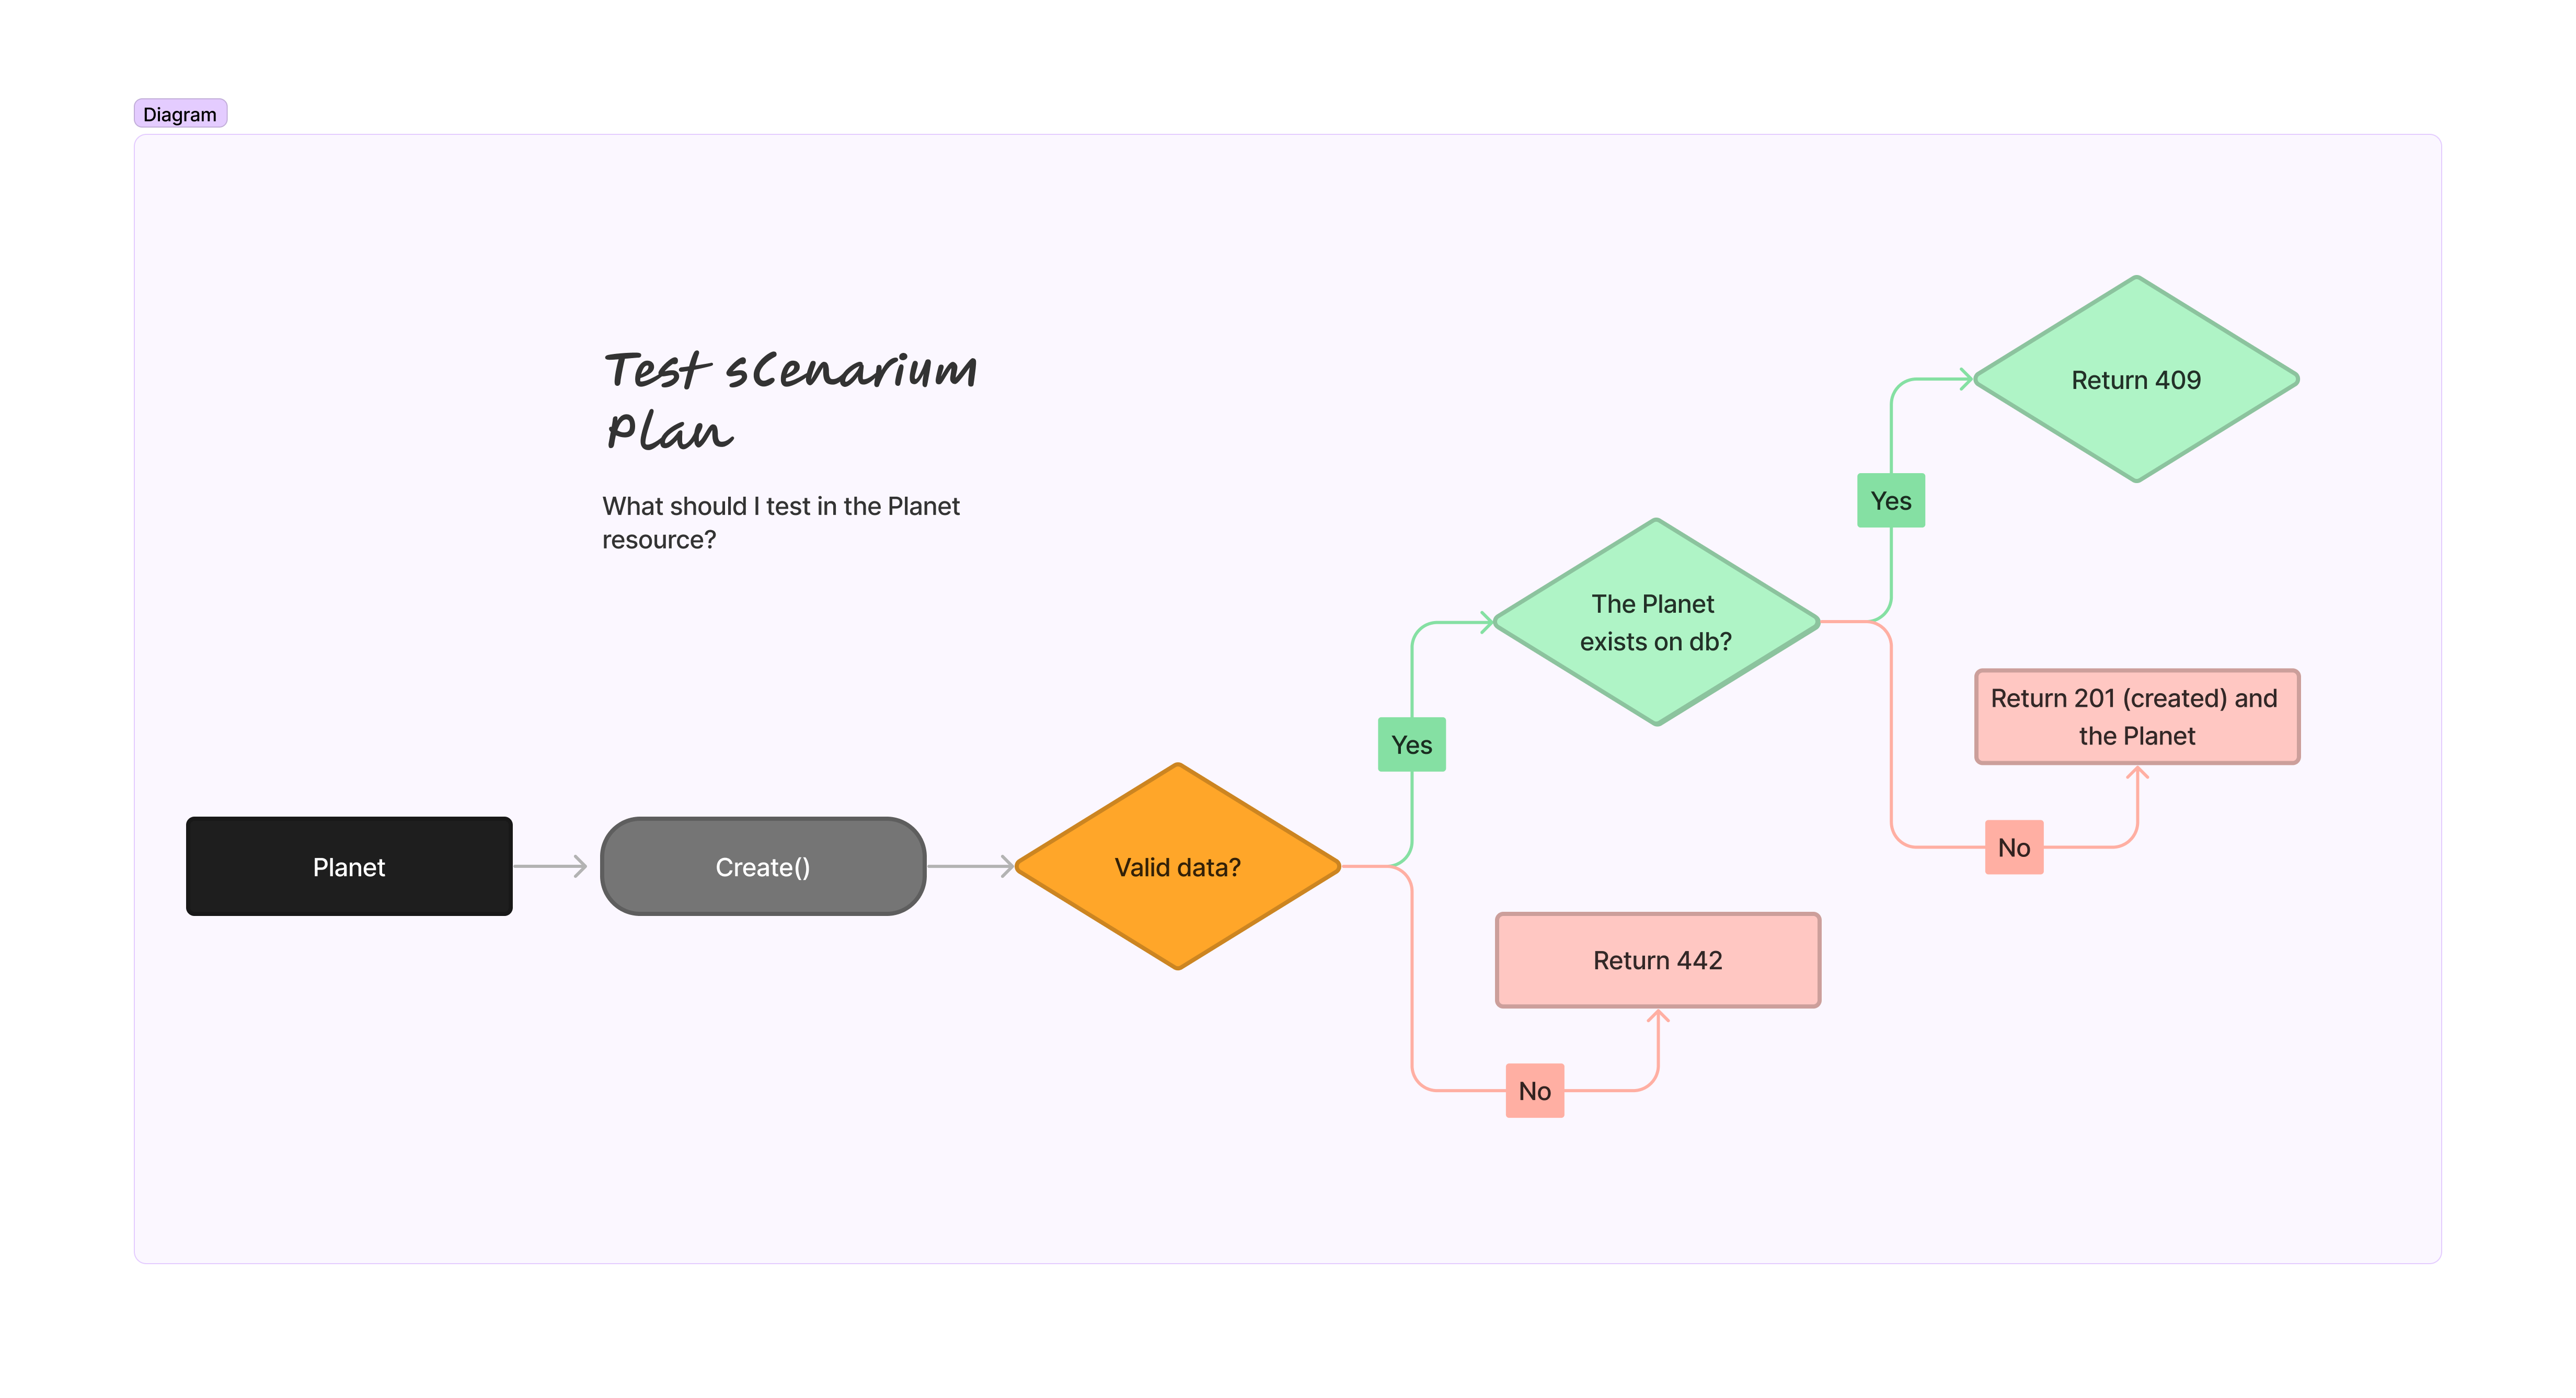 Diagram
Test scenarium
Plan
What should I test in the Planet
resource?
Planet
Create()
Valid data?
Yes
The Planet
exists on db?
Yes
Return 409
Return 201 (created) and
the Planet
No
Return 442
No